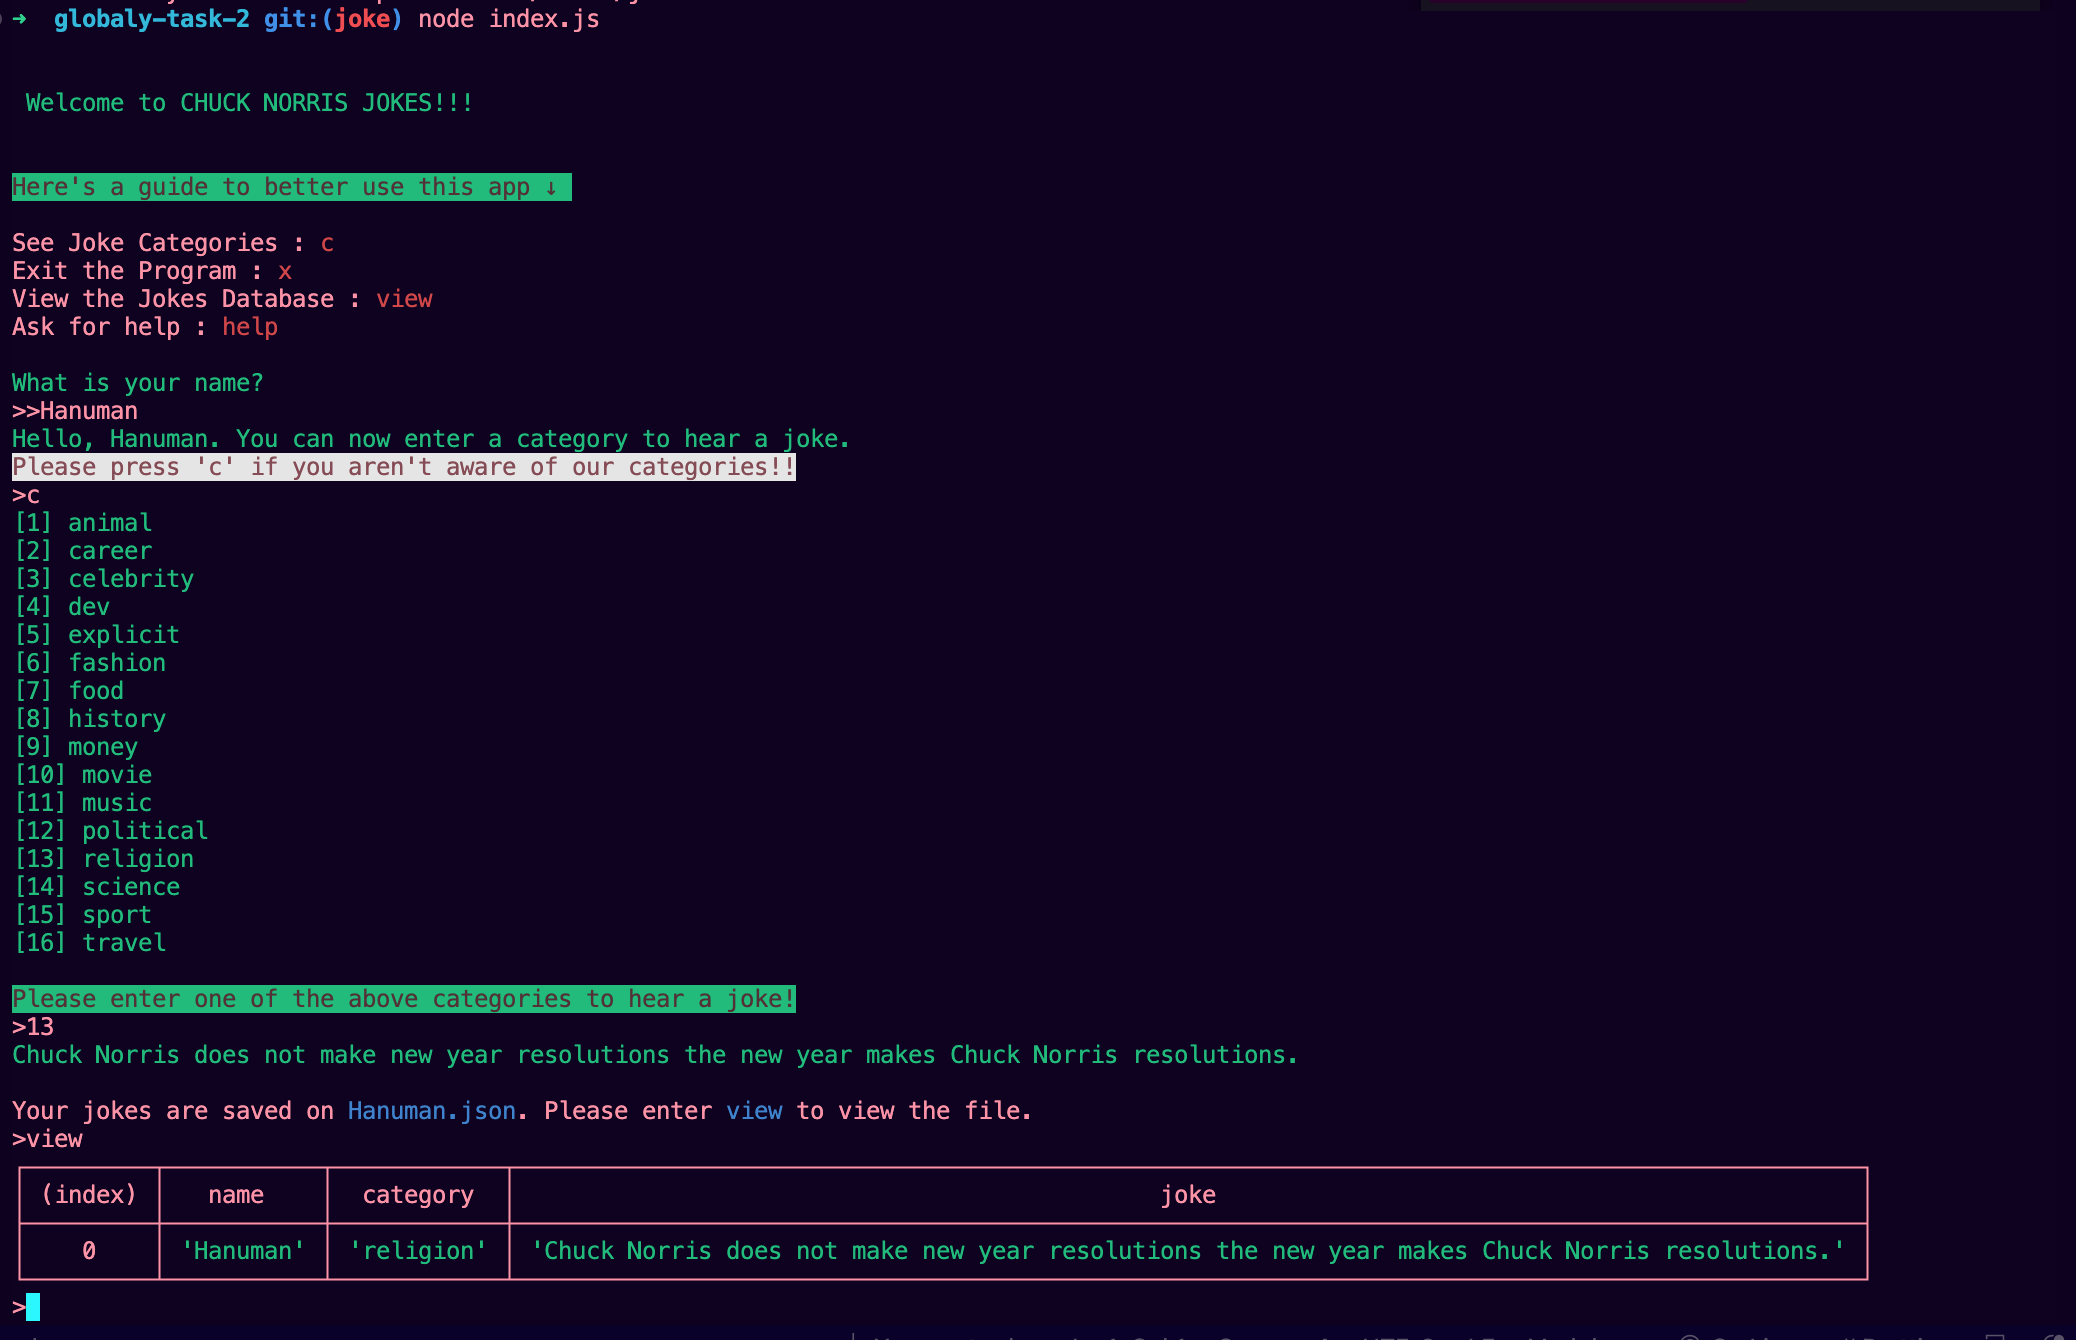 ➜ globaly-task-2 git:(joke) node index.js
Welcome to CHUCK NORRIS JOKES!!!
Here's a guide to better use this app ↓
See Joke Categories : c
Exit the Program : x
View the Jokes Database : view
Ask for help : help
What is your name?
>>Hanuman
Hello, Hanuman. You can now enter a category to hear a joke.
Please press 'c' if you aren't aware of our categories!!
>c
[1] animal
[2] career
[3] celebrity
[4] dev
[5] explicit
[6] fashion
[7] food
[8] history
[9] money
[10] movie
[11] music
[12] political
[13] religion
[14] science
[15] sport
[16] travel
Please enter one of the above categories to hear a joke!
>13
Chuck Norris does not make new year resolutions the new year makes Chuck Norris resolutions.
Your jokes are saved on Hanuman.json. Please enter view to view the file.
>view
(index) name category joke
0 'Hanuman' 'religion' 'Chuck Norris does not make new year resolutions the new year makes Chuck Norris resolutions.'
>